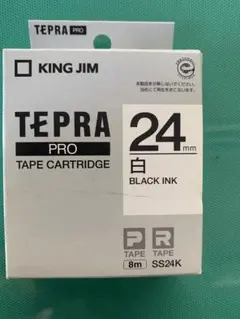 TEPRA PRO
KING JIM
TEPRA
PRO
TAPE CARTRIDGE
24mm
白
BLACK INK
P R
TAPE TAPE
8m SS24K